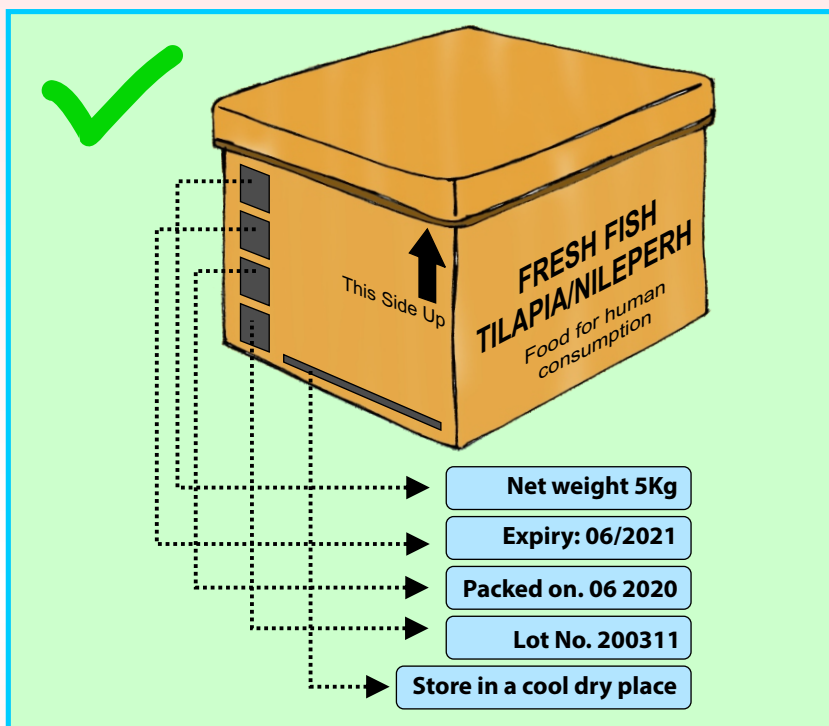 This Side Up
FRESH FISH
TILAPIA/NILEPERH
Food for human
consumption
Net weight 5Kg
Expiry: 06/2021
Packed on. 06 2020
Lot No. 200311
Store in a cool dry place